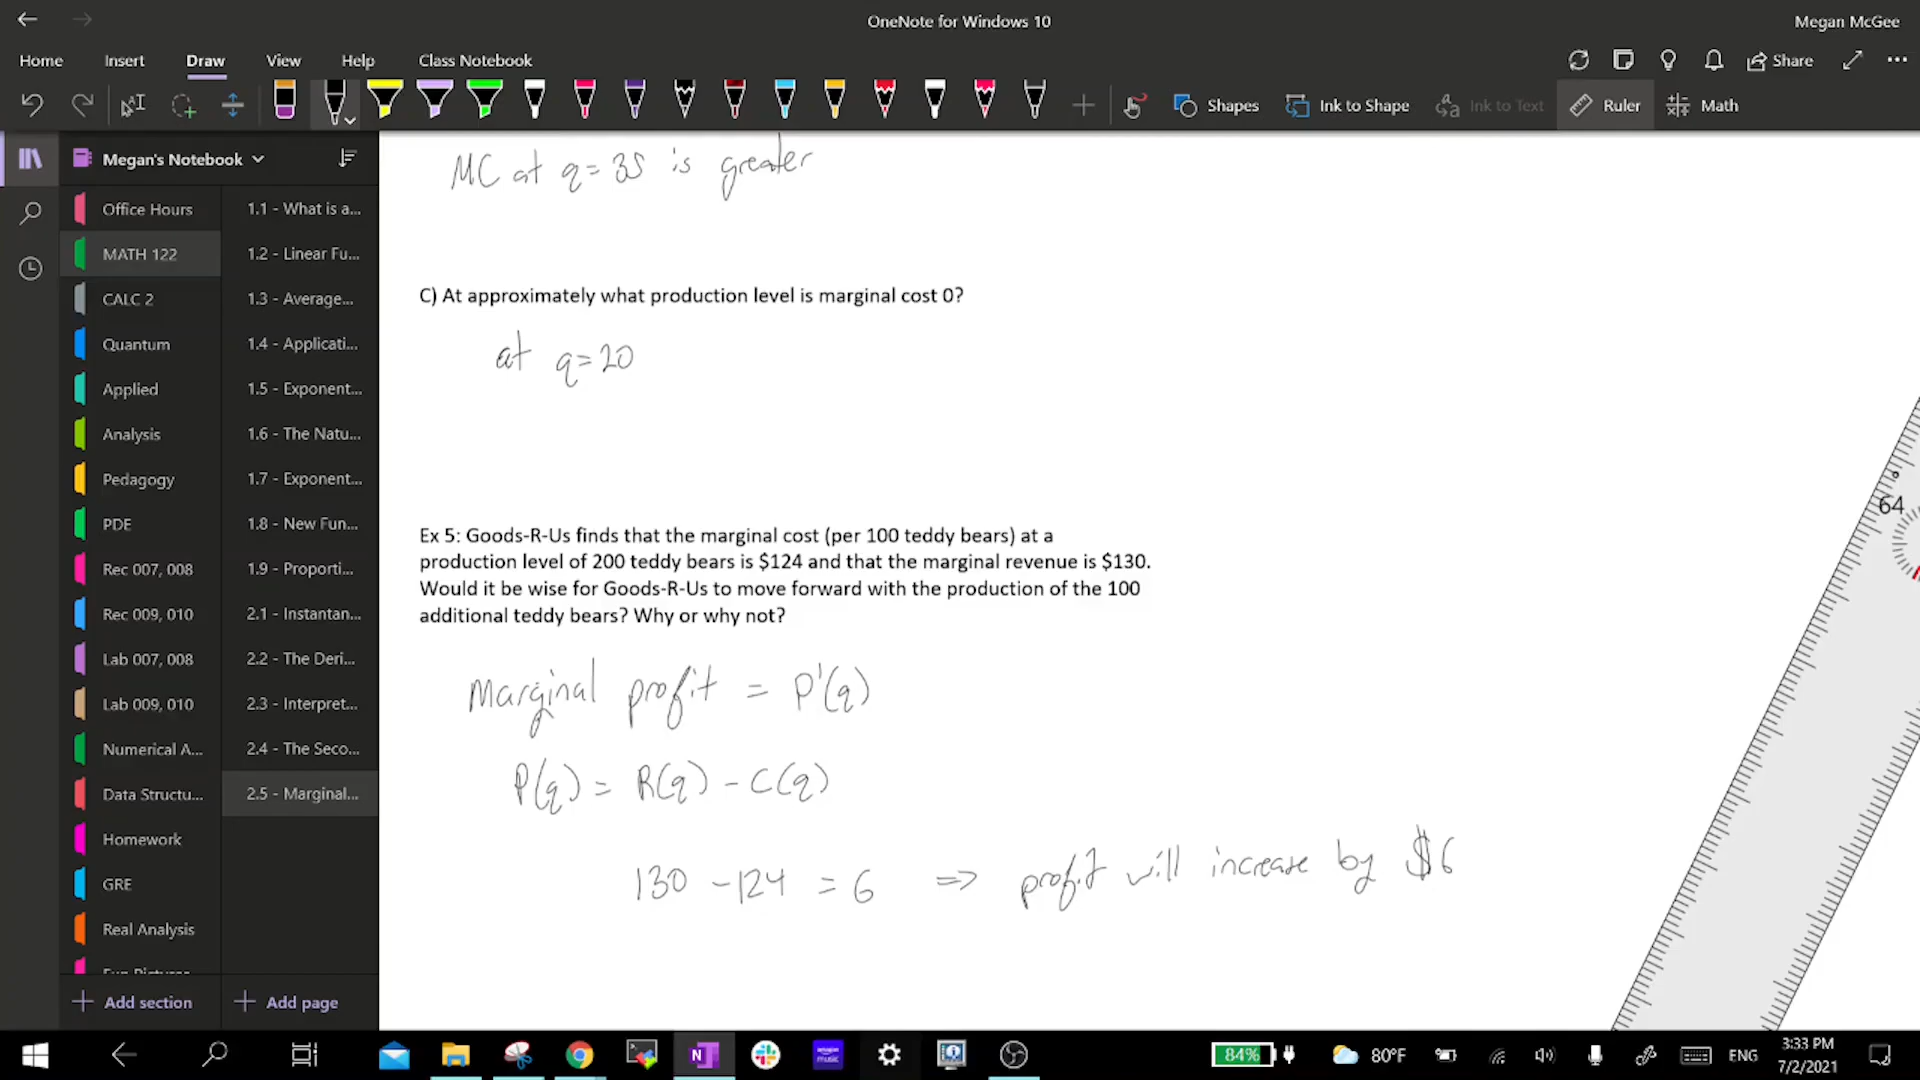 OneNote for Windows 10
Megan McGee
Home
Insert
Draw
View
Help
Class Notebook
Share
Shapes
Ink to Shape
Ink to Text
Ruler
Math
Megan's Notebook
Office Hours
MATH 122
CALC 2
Quantum
Applied
Analysis
Pedagogy
PDE
Rec 007, 008
Rec 009, 010
Lab 007, 008
Lab 009, 010
Numerical A...
Data Structu...
Homework
GRE
Real Analysis
Add section
1.1 - What is a...
1.2 - Linear Fu...
1.3 - Average...
1.4 - Applicati...
1.5 - Exponent...
1.6 - The Natu...
1.7 - Exponent...
1.8 - New Fun...
1.9 - Proporti...
2.1 - Instantan...
2.2 - The Deri...
2.3 - Interpret...
2.4 - The Seco...
2.5 - Marginal...
Add page
MC at q=35 is greater
C) At approximately what production level is marginal cost 0?
at q=20
Ex 5: Goods-R-Us finds that the marginal cost (per 100 teddy bears) at a
production level of 200 teddy bears is $124 and that the marginal revenue is $130.
Would it be wise for Goods-R-Us to move forward with the production of the 100
additional teddy bears? Why or why not?
Marginal profit = P'(q)
P(q) = R(q) - C(q)
130 - 124 = 6 => profit will increase by $6
64°
84%
80°F
ENG
3:33 PM
7/2/2021